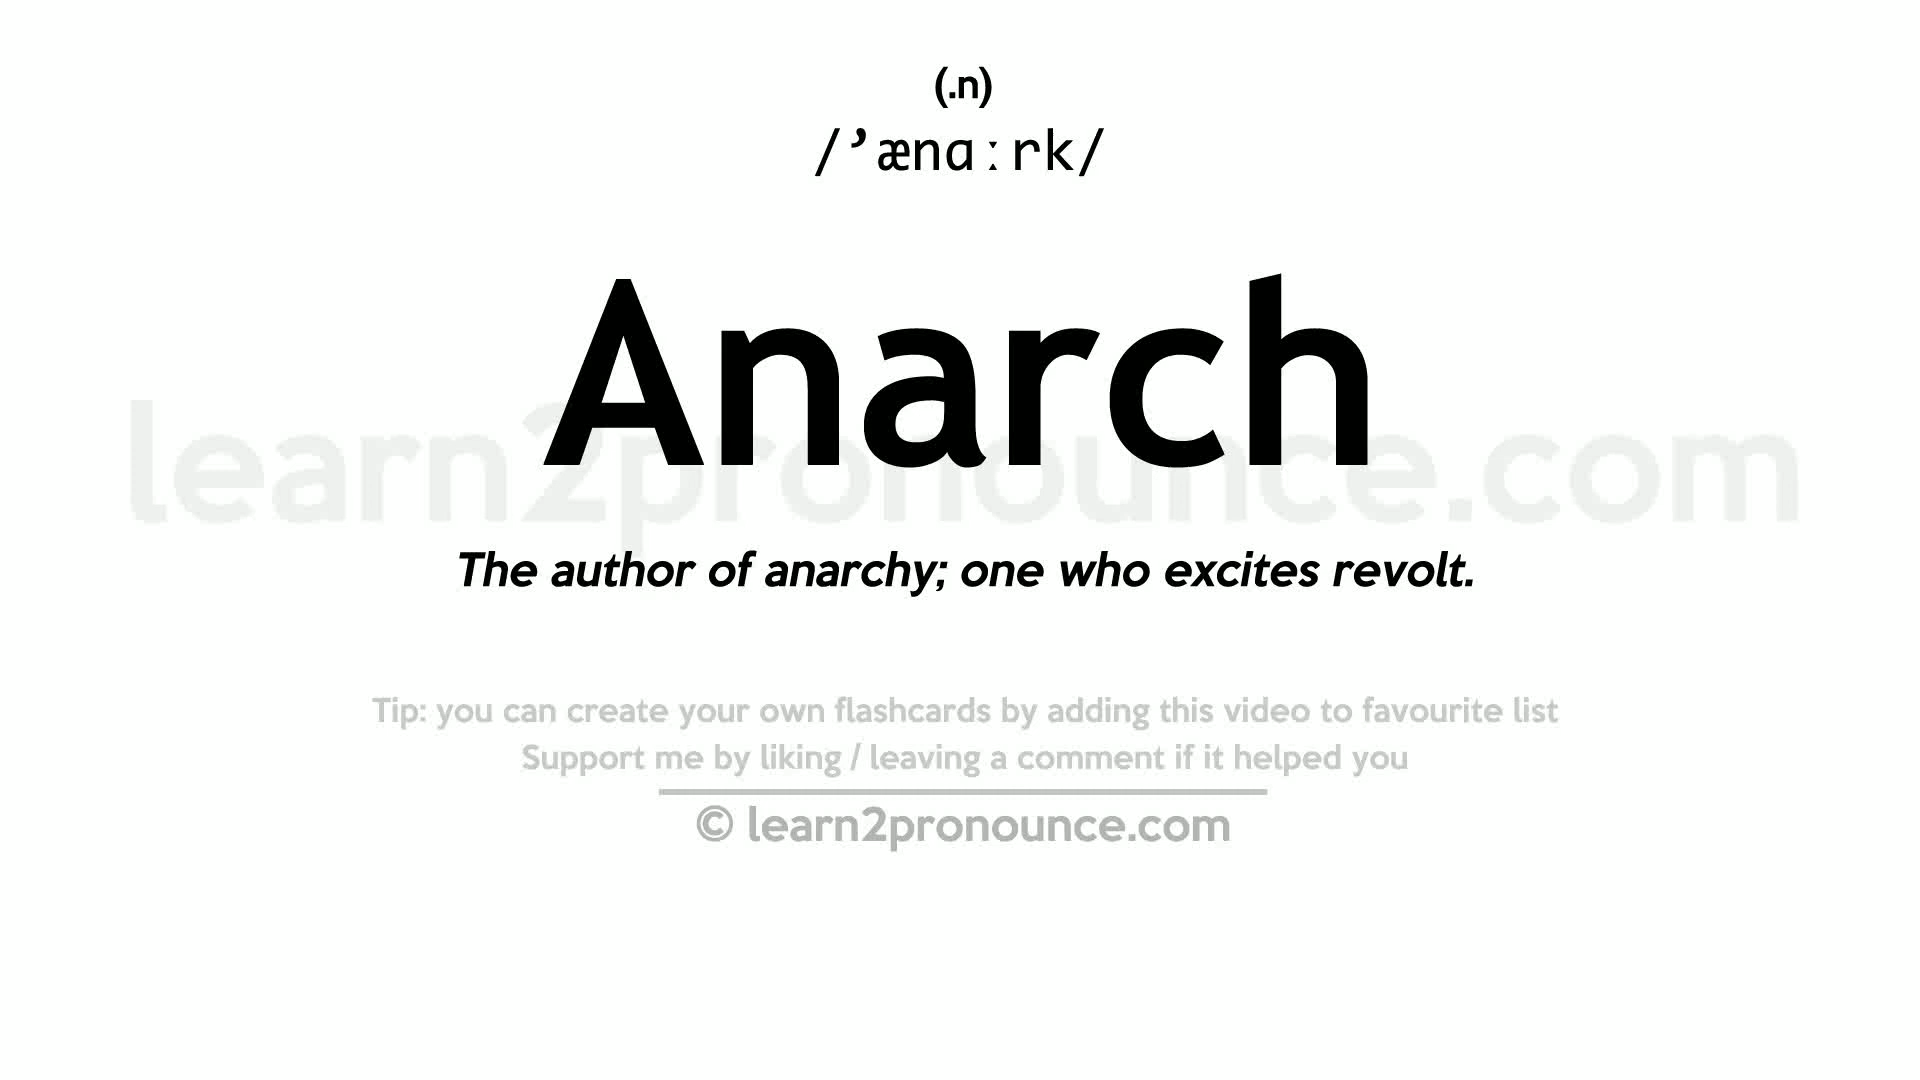 (.n)
/’ænɑːrk/
Anarch
learn2pronounce.com
The author of anarchy; one who excites revolt.
Tip: you can create your own flashcards by adding this video to favourite list
Support me by liking / leaving a comment if it helped you
© learn2pronounce.com